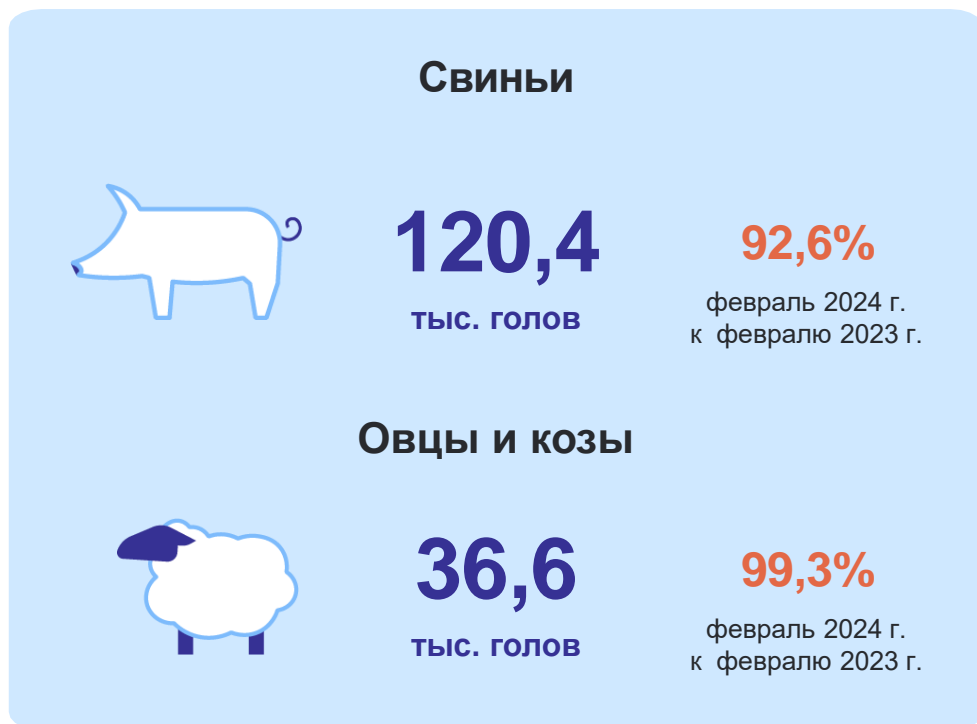 Свиньи
120,4
тыс. голов
92,6%
февраль 2024 г.
к февралю 2023 г.
Овцы и козы
36,6
тыс. голов
99,3%
февраль 2024 г.
к февралю 2023 г.